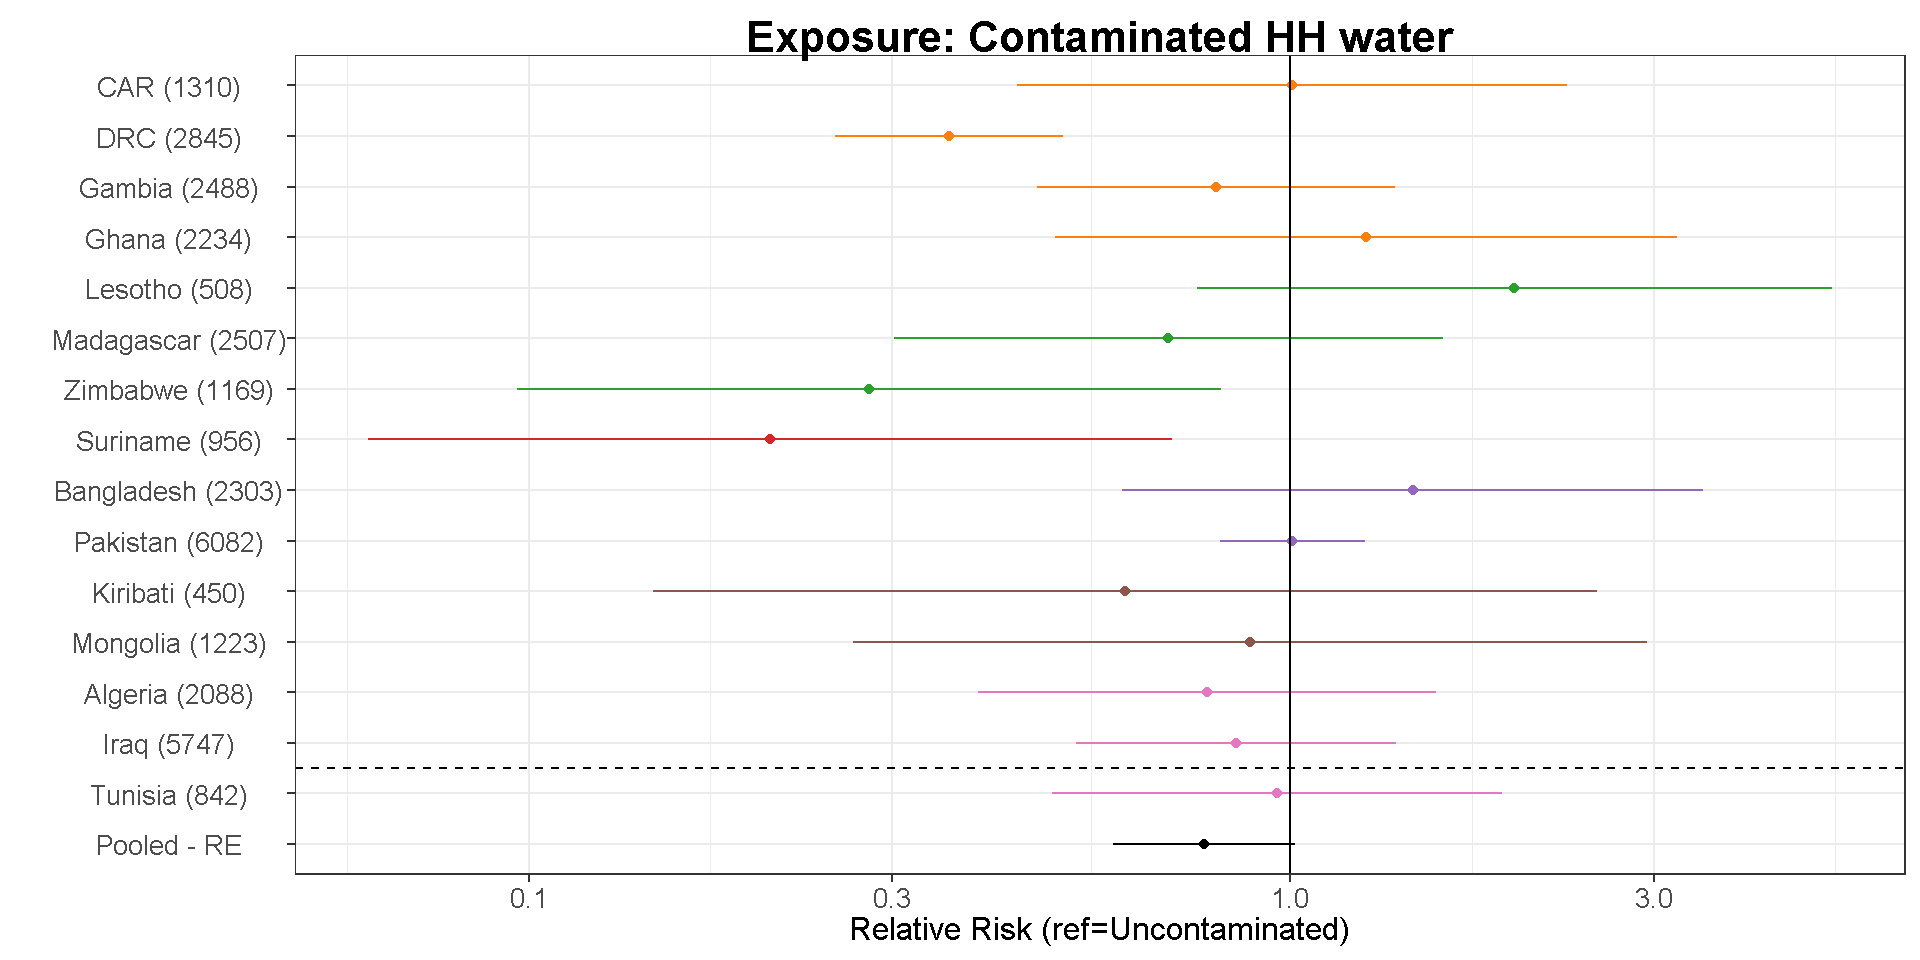 Exposure: Contaminated HH water
CAR (1310)
DRC (2845)
Gambia (2488)
Ghana (2234)
Lesotho (508)
Madagascar (2507)
Zimbabwe (1169)
Suriname (956)
Bangladesh (2303)
Pakistan (6082)
Kiribati (450)
Mongolia (1223)
Algeria (2088)
Iraq (5747)
Tunisia (842)
Pooled - RE
0.1 0.3 1.0 3.0
Relative Risk (ref=Uncontaminated)